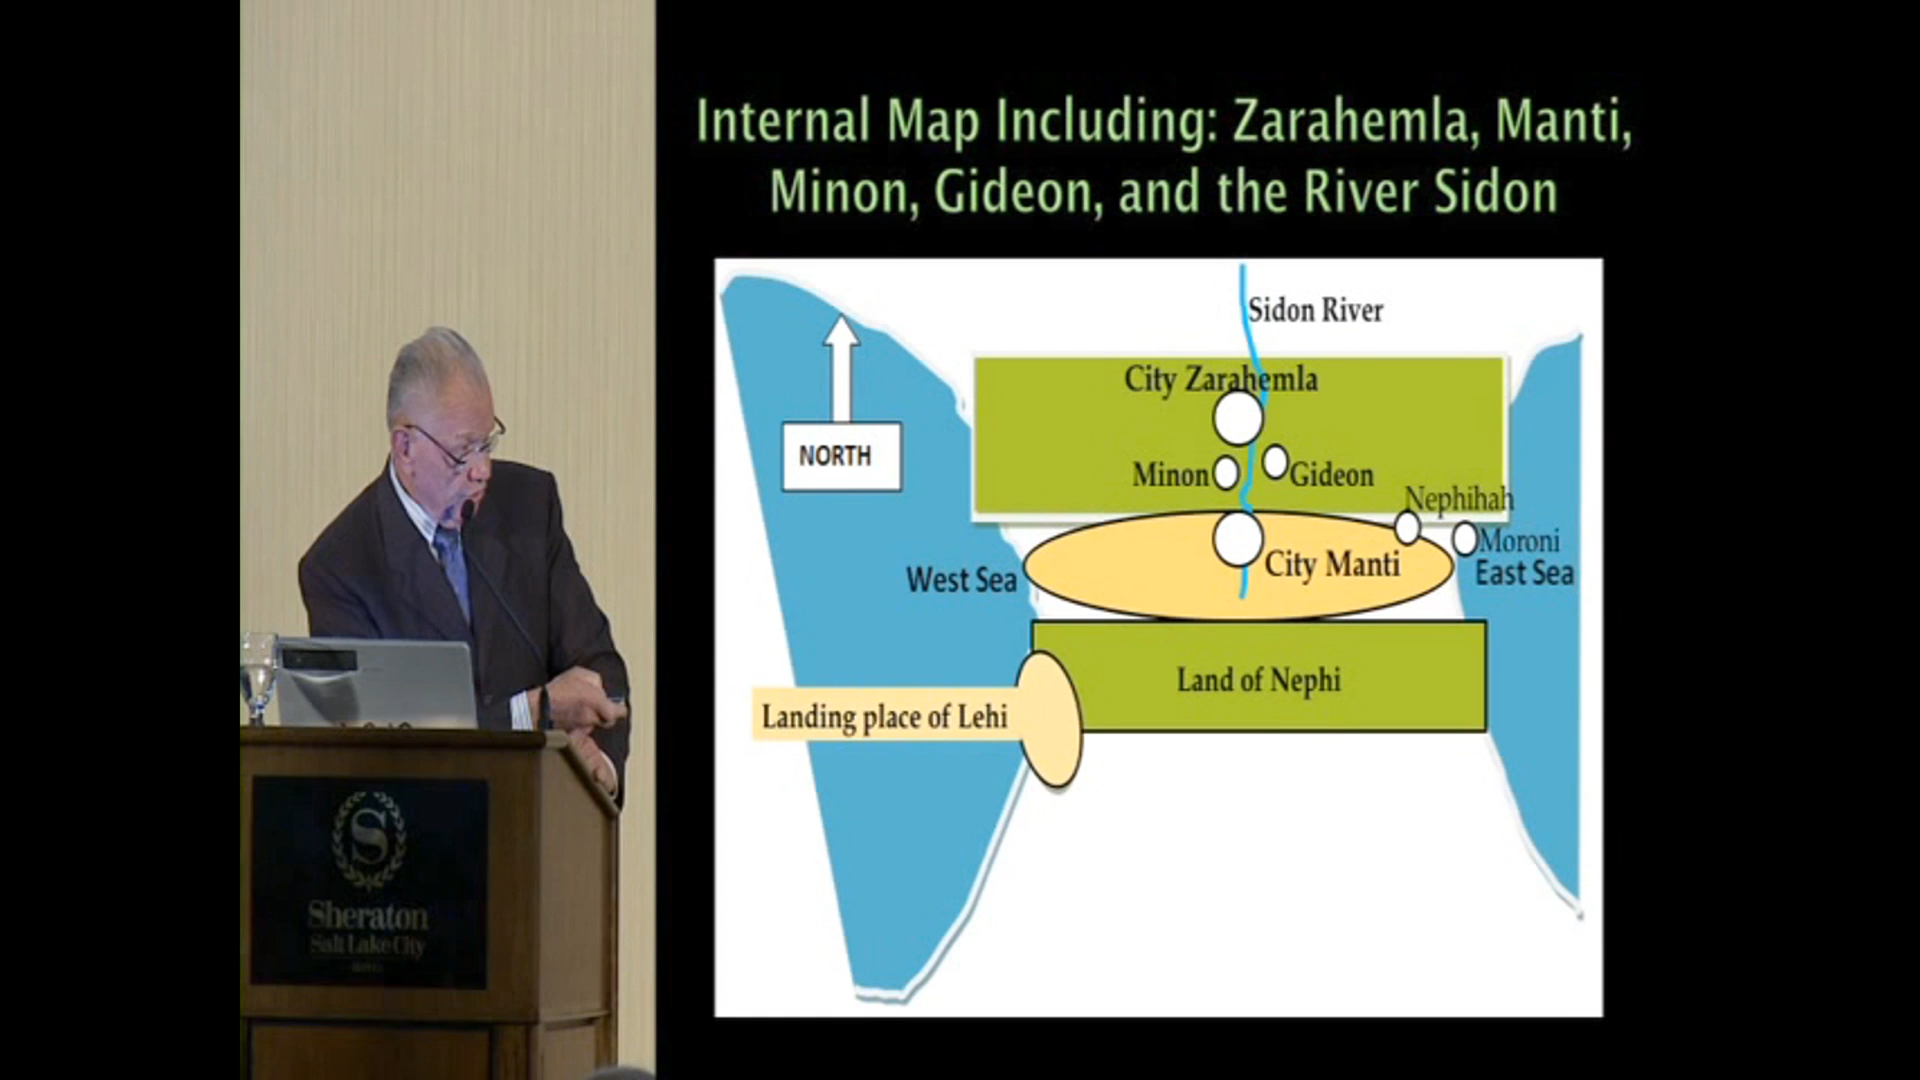 Internal Map Including: Zarahemla, Manti,
Minon, Gideon, and the River Sidon
Sidon River
City Zarahemla
NORTH
Minon
Gideon
Nephihah
Moroni
City Manti
West Sea
East Sea
Land of Nephi
Landing place of Lehi
S
Sheraton
Salt Lake City